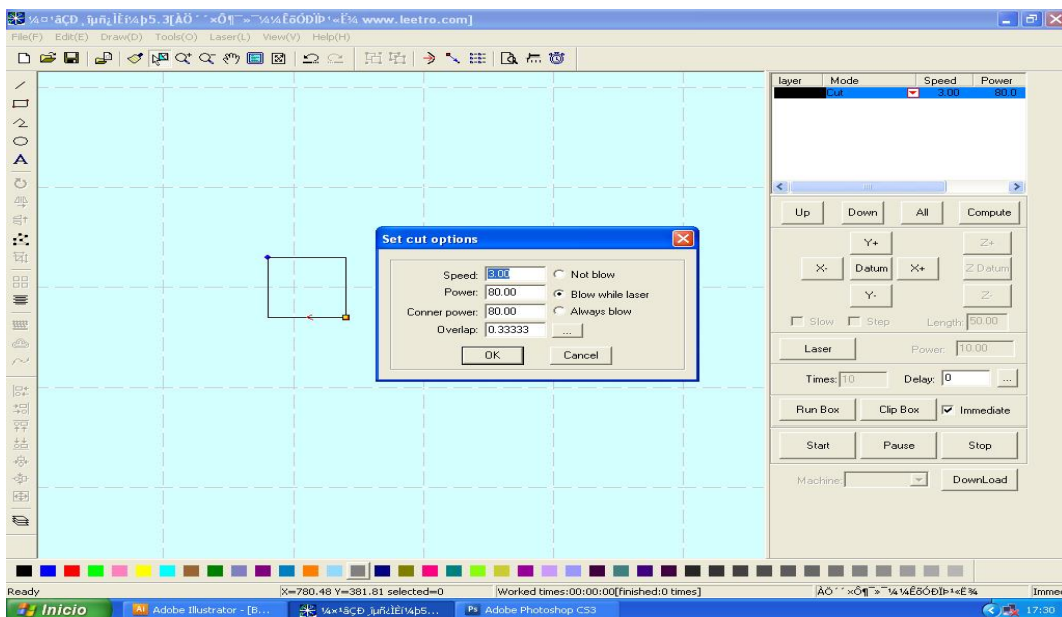 www.leetro.com]
File(F) Edit(E) Draw(D) Tools(O) Laser(L) View(V) Help(H)
layer Mode Speed Power
Cut 3.00 80.0
Up Down All Compute
Y+ Z+
X- Datum X+ Z Datum
Y- Z-
Slow Step Length: 50.00
Laser Power: 10.00
Times: 10 Delay: 0 ...
Run Box Clip Box Immediate
Start Pause Stop
Machine: DownLoad
Set cut options
Speed: 3.00 Not blow
Power: 80.00 Blow while laser
Conner power: 80.00 Always blow
Overlap: 0.33333 ...
OK Cancel
Ready X=780.48 Y=381.81 selected=0 Worked times:00:00:00[finished:0 times] Imme
Inicio Adobe Illustrator - [B... Adobe Photoshop CS3 17:30